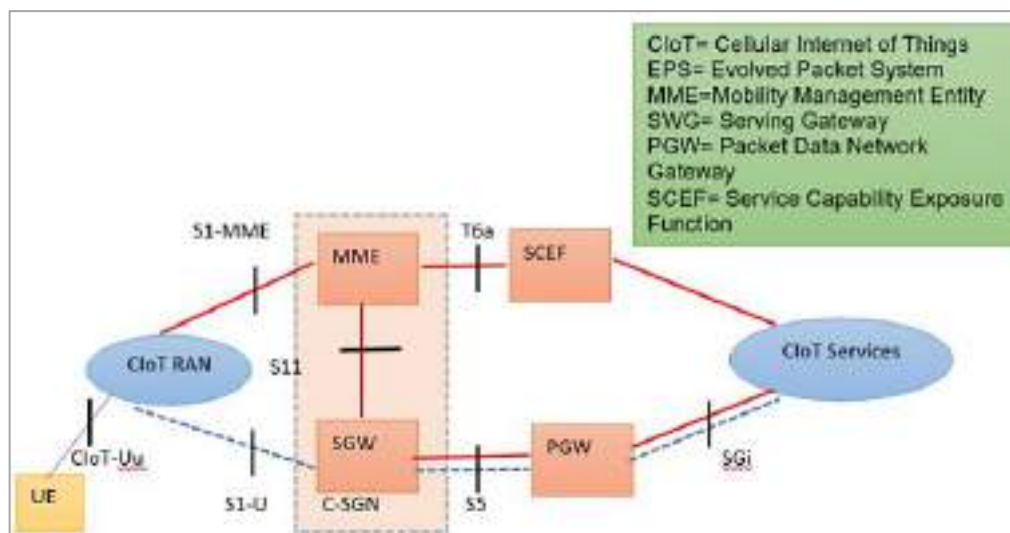 CIoT= Cellular Internet of Things
EPS= Evolved Packet System
MME=Mobility Management Entity
SWG= Serving Gateway
PGW= Packet Data Network
Gateway
SCEF= Service Capability Exposure
Function
S1-MME
MME
T6a
SCEF
CIoT RAN
S11
CIoT Services
SGW
PGW
CIoT-Uu
SGi
UE
S1-U
C-SGN
S5